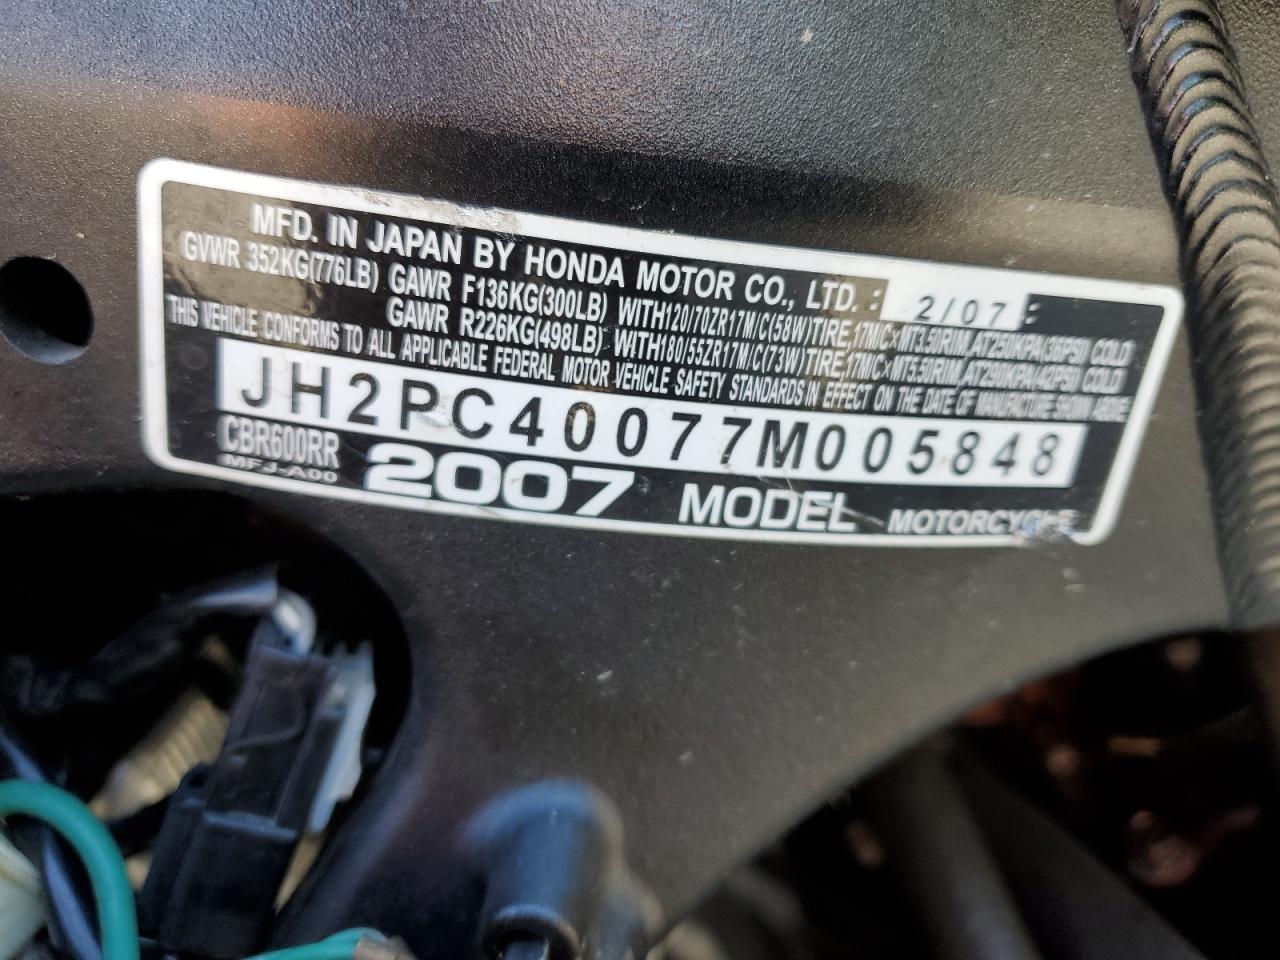 MFD. IN JAPAN BY HONDA MOTOR CO., LTD. : 2/07 :
GVWR 352KG(776LB) GAWR F136KG(300LB) WITH120/70ZR17M/C(58W)TIRE,17M/C×MT3.50RIM,AT250KPA(36PSI) COLD
GAWR R226KG(498LB) WITH180/55ZR17M/C(73W)TIRE,17M/C×MT5.50RIM,AT290KPA(42PSI) COLD
THIS VEHICLE CONFORMS TO ALL APPLICABLE FEDERAL MOTOR VEHICLE SAFETY STANDARDS IN EFFECT ON THE DATE OF MANUFACTURE SHOWN ABOVE
JH2PC40077M005848
CBR600RR 2007 MODEL MOTORCYCLE
MFJ-A00